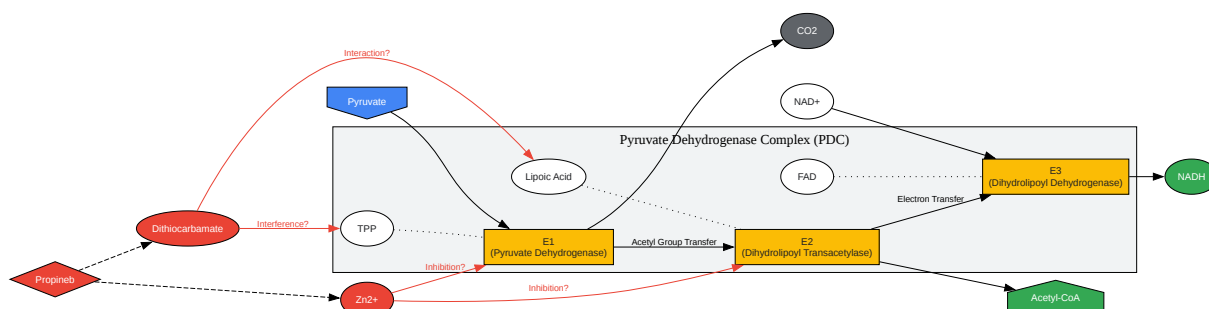 CO2
Interaction?
Pyruvate
NAD+
Pyruvate Dehydrogenase Complex (PDC)
Lipoic Acid
FAD
E3
(Dihydrolipoyl Dehydrogenase)
NADH
Electron Transfer
Dithiocarbamate
Interference?
TPP
E1
(Pyruvate Dehydrogenase)
Acetyl Group Transfer
E2
(Dihydrolipoyl Transacetylase)
Inhibition?
Propineb
Inhibition?
Zn2+
Acetyl-CoA